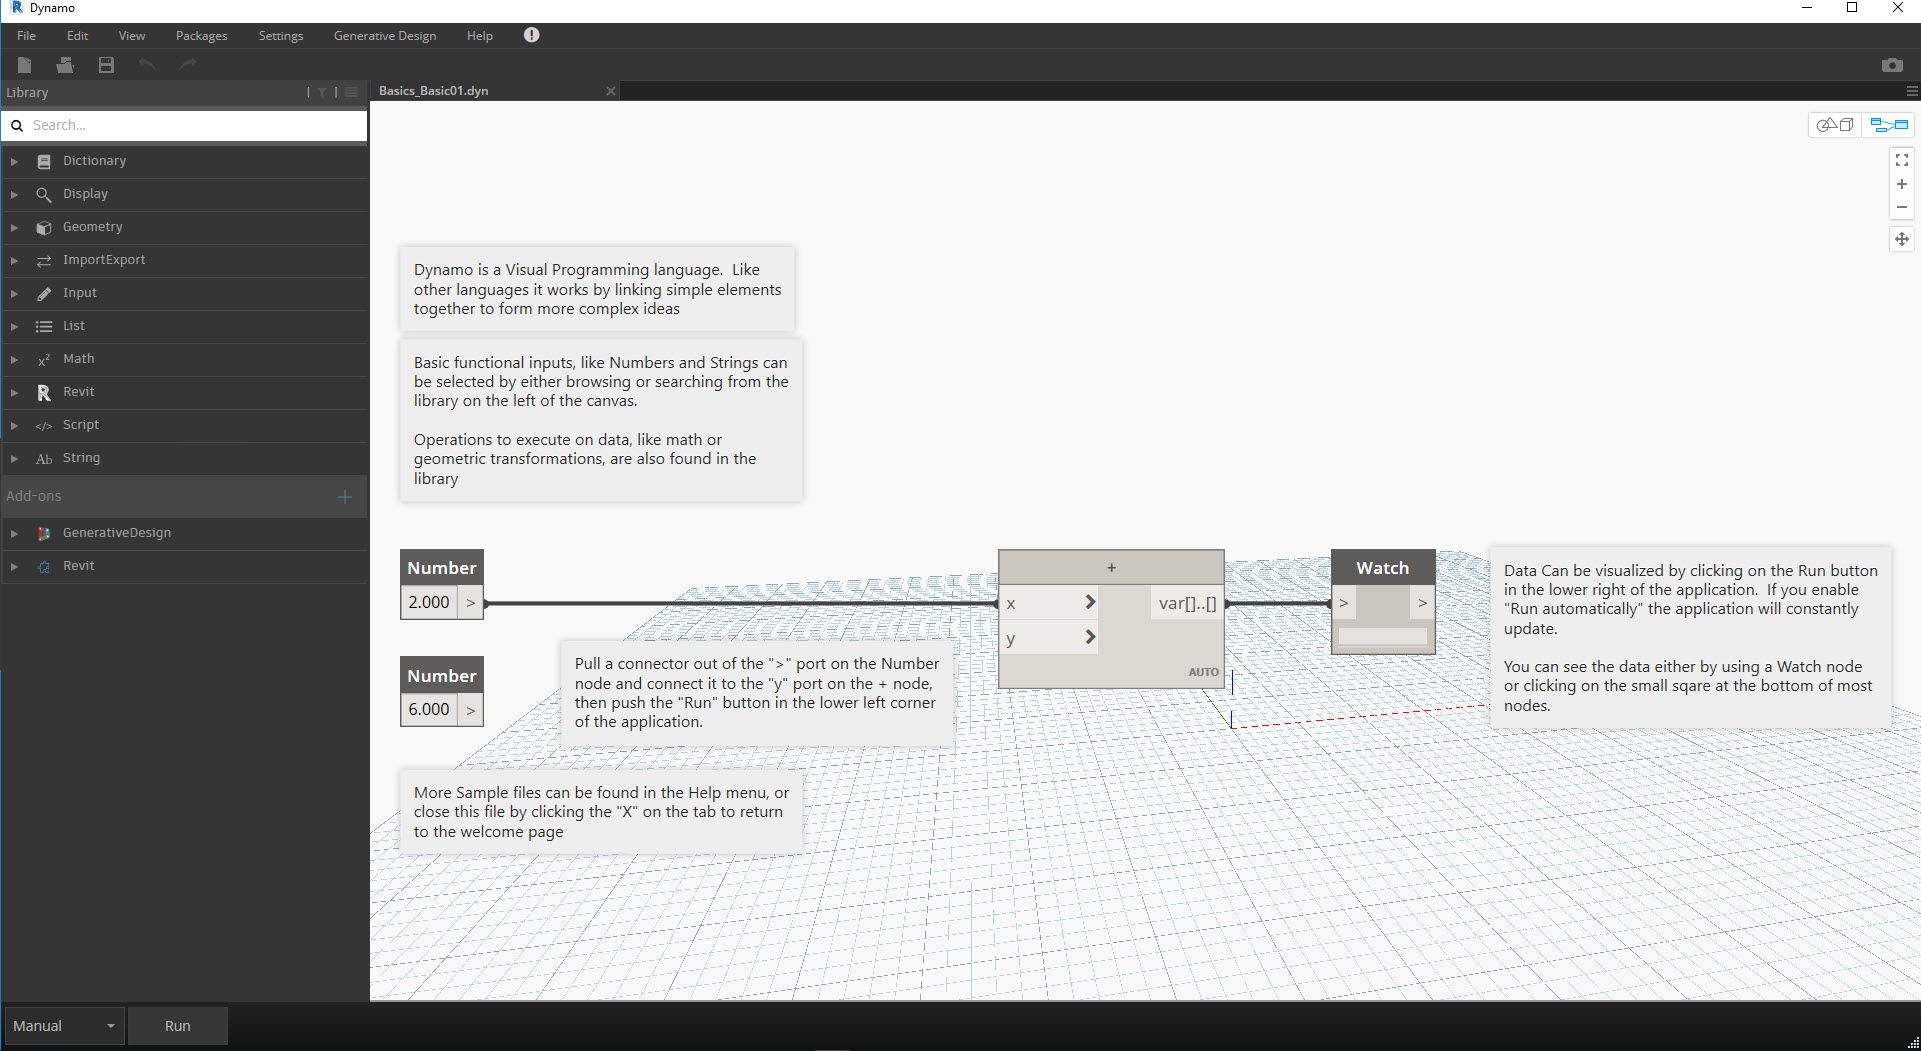 Dynamo
File Edit View Packages Settings Generative Design Help
Library
Basics_Basic01.dyn
Search...
Dictionary
Display
Geometry
ImportExport
Input
List
Math
Revit
Script
String
Add-ons
GenerativeDesign
Revit
Dynamo is a Visual Programming language.  Like
other languages it works by linking simple elements
together to form more complex ideas
Basic functional inputs, like Numbers and Strings can
be selected by either browsing or searching from the
library on the left of the canvas.
Operations to execute on data, like math or
geometric transformations, are also found in the
library
Number
2.000 >
Number
6.000 >
Pull a connector out of the ">" port on the Number
node and connect it to the "y" port on the + node,
then push the "Run" button in the lower left corner
of the application.
More Sample files can be found in the Help menu, or
close this file by clicking the "X" on the tab to return
to the welcome page
+
x
y
var[]..[]
AUTO
Watch
> >
Data Can be visualized by clicking on the Run button
in the lower right of the application.  If you enable
"Run automatically" the application will constantly
update.
You can see the data either by using a Watch node
or clicking on the small sqare at the bottom of most
nodes.
Manual Run